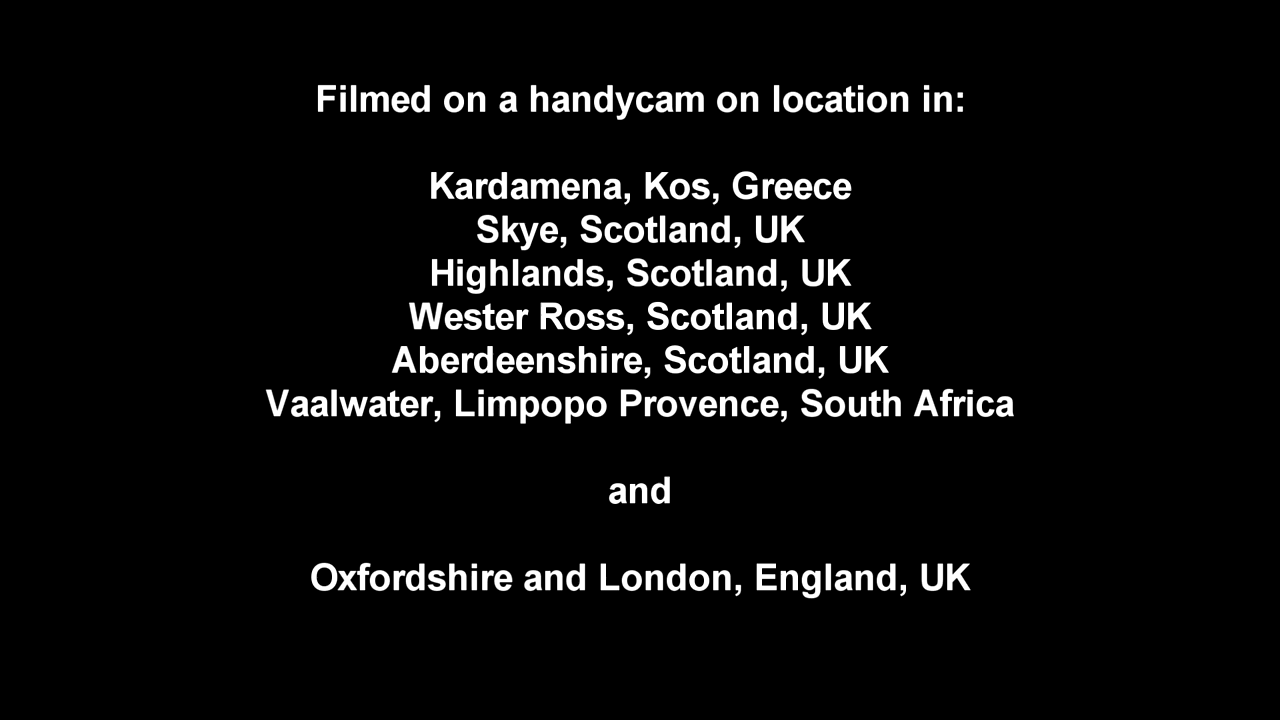 Filmed on a handycam on location in:
Kardamena, Kos, Greece
Skye, Scotland, UK
Highlands, Scotland, UK
Wester Ross, Scotland, UK
Aberdeenshire, Scotland, UK
Vaalwater, Limpopo Provence, South Africa
and
Oxfordshire and London, England, UK